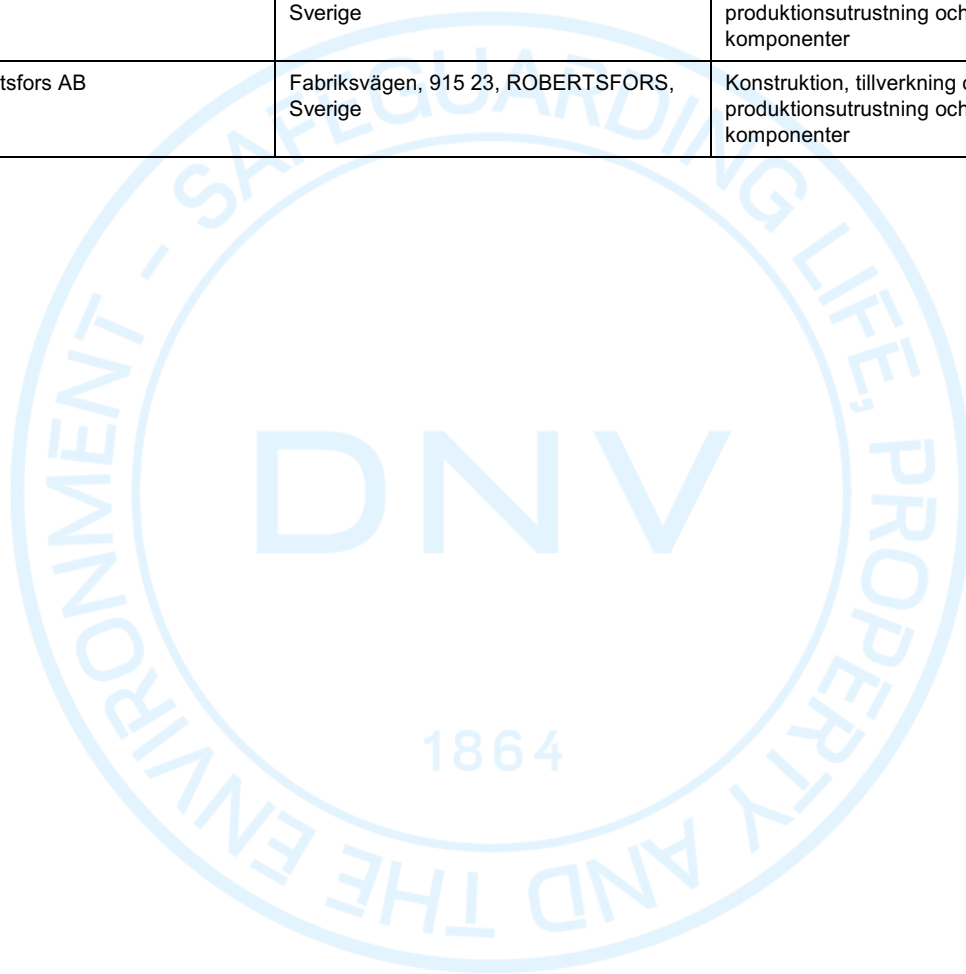 Sverige
produktionsutrustning och
komponenter
tsfors AB
Fabriksvägen, 915 23, ROBERTSFORS,
Sverige
Konstruktion, tillverkning
produktionsutrustning och
komponenter
SAFEGUARDING LIFE, PROPERTY AND THE ENVIRONMENT -
DNV
1864